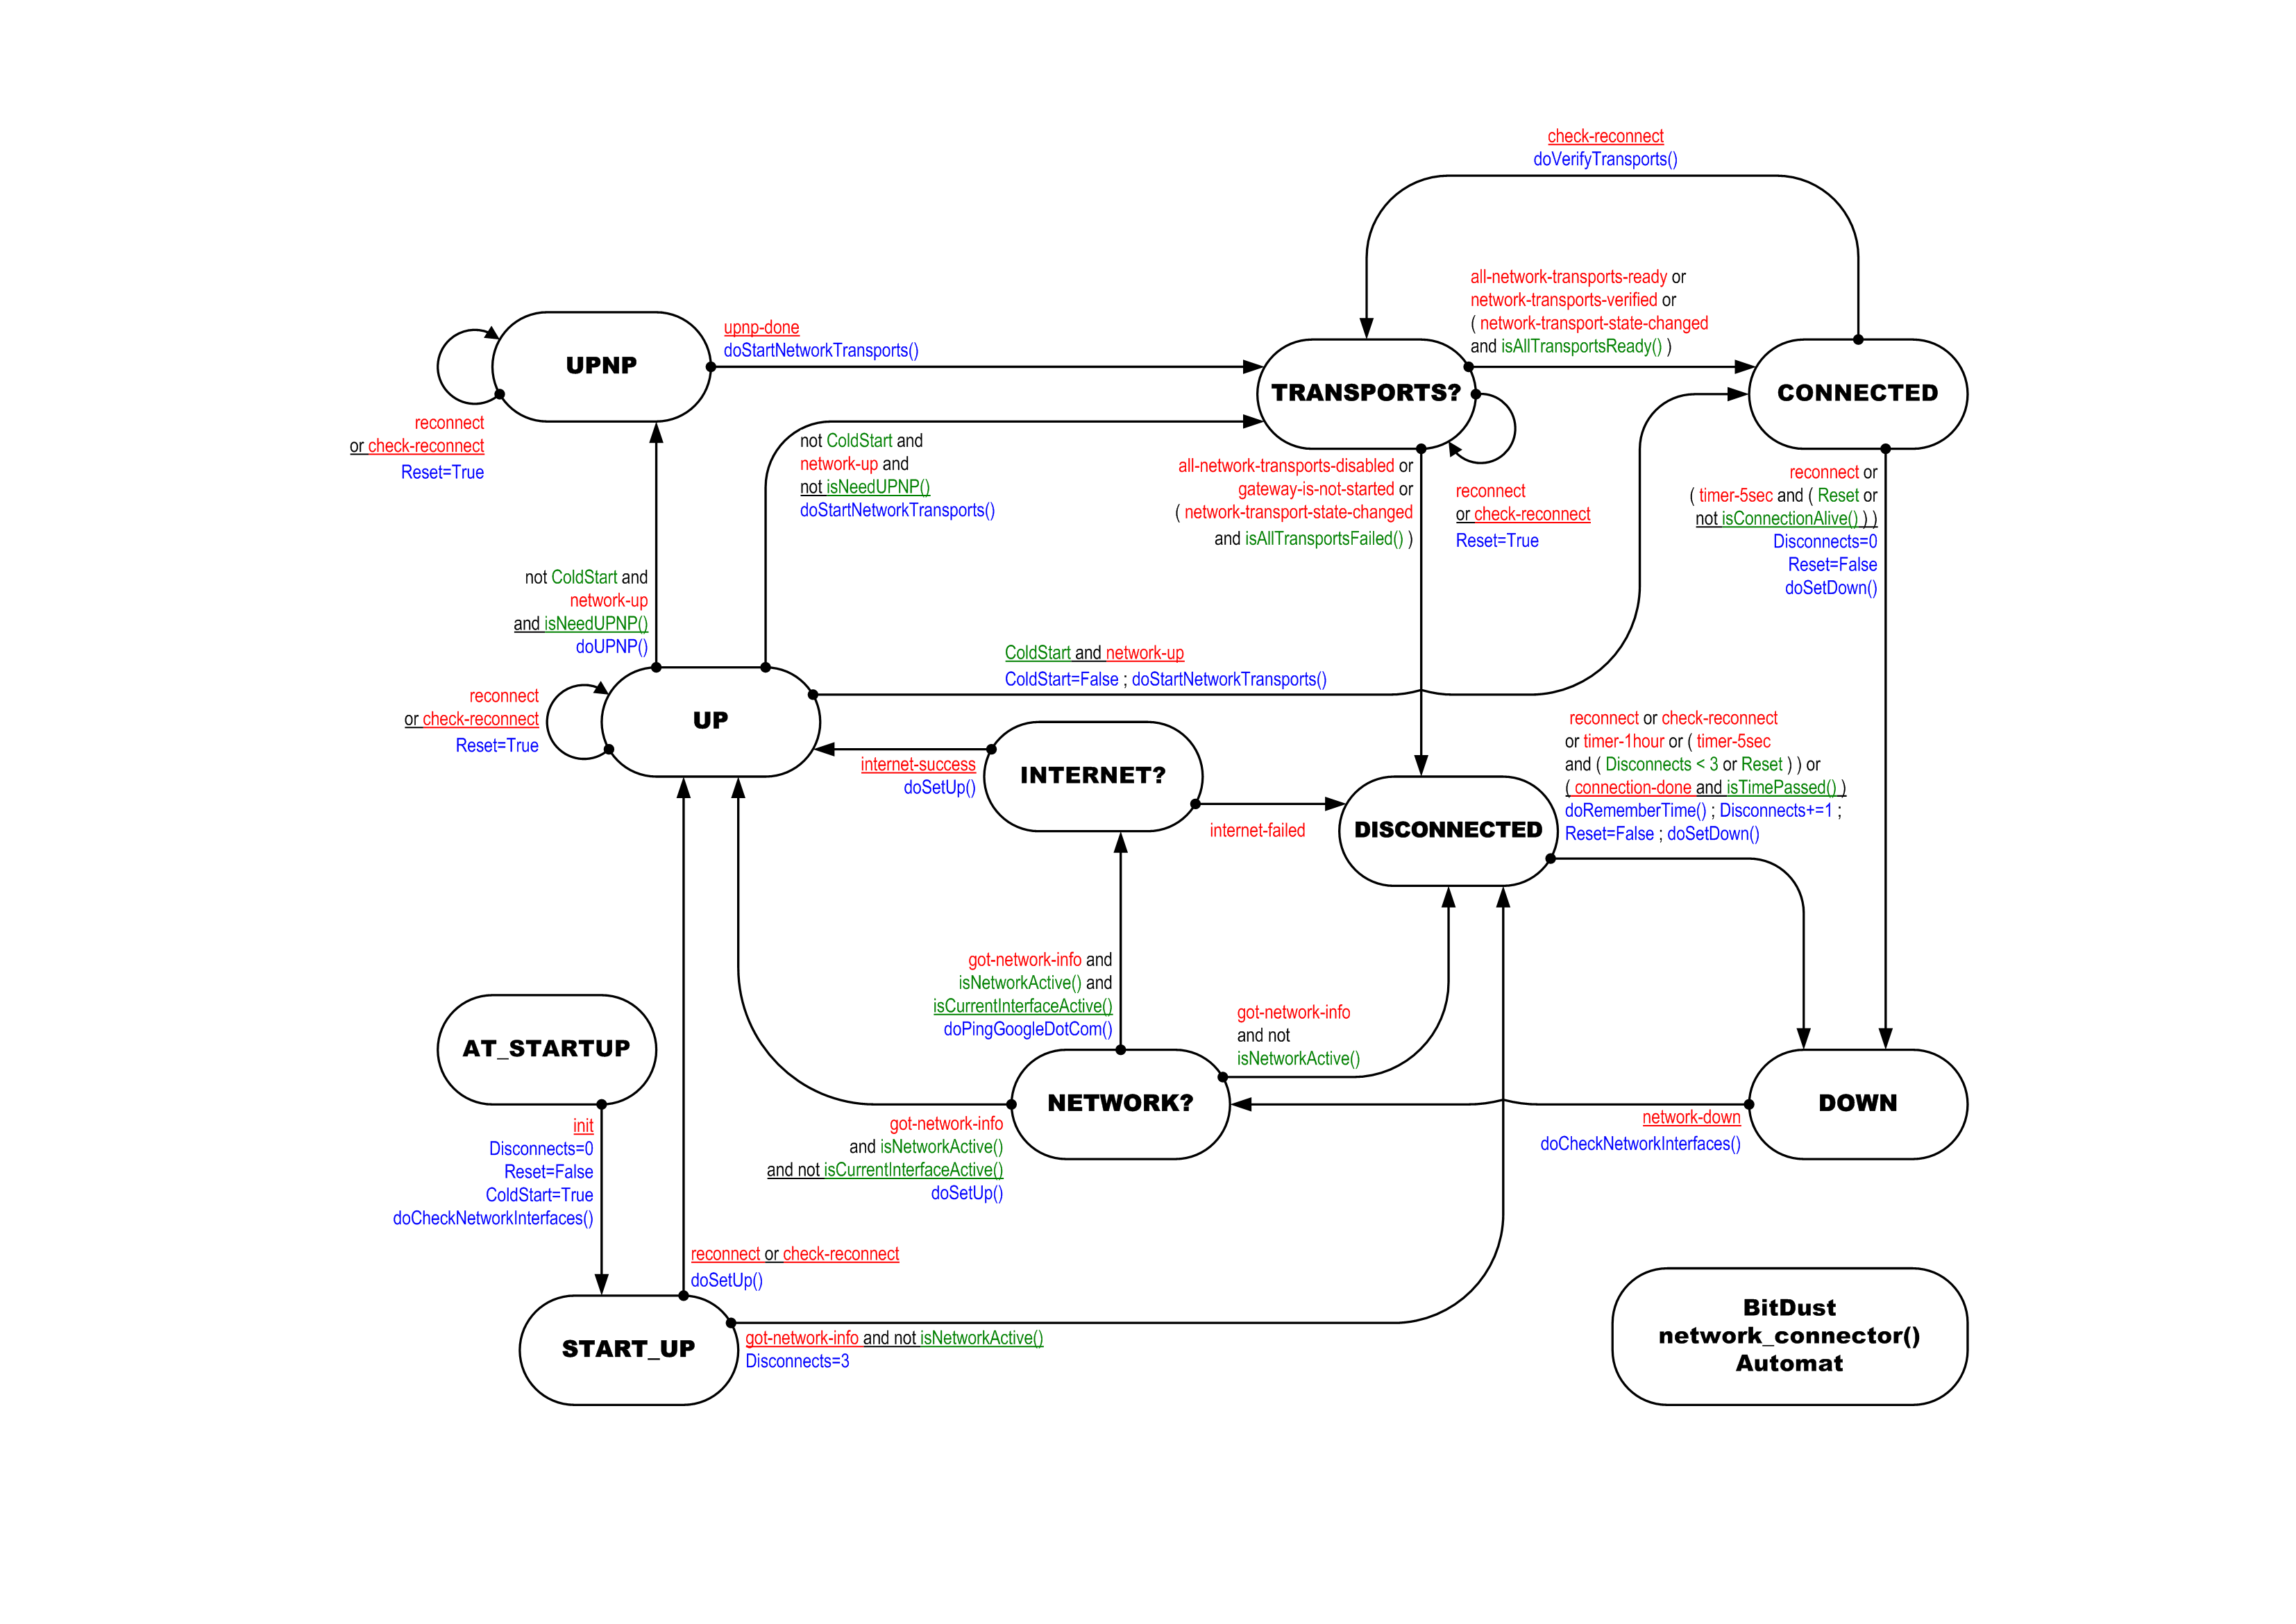 check-reconnect
doVerifyTransports()
all-network-transports-ready or
network-transports-verified or
( network-transport-state-changed
and isAllTransportsReady() )
upnp-done
doStartNetworkTransports()
UPNP
TRANSPORTS?
CONNECTED
reconnect
or check-reconnect
Reset=True
not ColdStart and
network-up and
not isNeedUPNP()
doStartNetworkTransports()
all-network-transports-disabled or
gateway-is-not-started or
( network-transport-state-changed
and isAllTransportsFailed() )
reconnect
or check-reconnect
Reset=True
reconnect or
( timer-5sec and ( Reset or
not isConnectionAlive() ) )
Disconnects=0
Reset=False
doSetDown()
not ColdStart and
network-up
and isNeedUPNP()
doUPNP()
ColdStart and network-up
ColdStart=False ; doStartNetworkTransports()
reconnect
or check-reconnect
Reset=True
UP
internet-success
doSetUp()
INTERNET?
internet-failed
DISCONNECTED
reconnect or check-reconnect
or timer-1hour or ( timer-5sec
and ( Disconnects < 3 or Reset ) ) or
( connection-done and isTimePassed() )
doRememberTime() ; Disconnects+=1 ;
Reset=False ; doSetDown()
got-network-info and
isNetworkActive() and
isCurrentInterfaceActive()
doPingGoogleDotCom()
got-network-info
and not
isNetworkActive()
AT_STARTUP
NETWORK?
DOWN
init
Disconnects=0
Reset=False
ColdStart=True
doCheckNetworkInterfaces()
got-network-info
and isNetworkActive()
and not isCurrentInterfaceActive()
doSetUp()
network-down
doCheckNetworkInterfaces()
reconnect or check-reconnect
doSetUp()
START_UP
got-network-info and not isNetworkActive()
Disconnects=3
BitDust
network_connector()
Automat